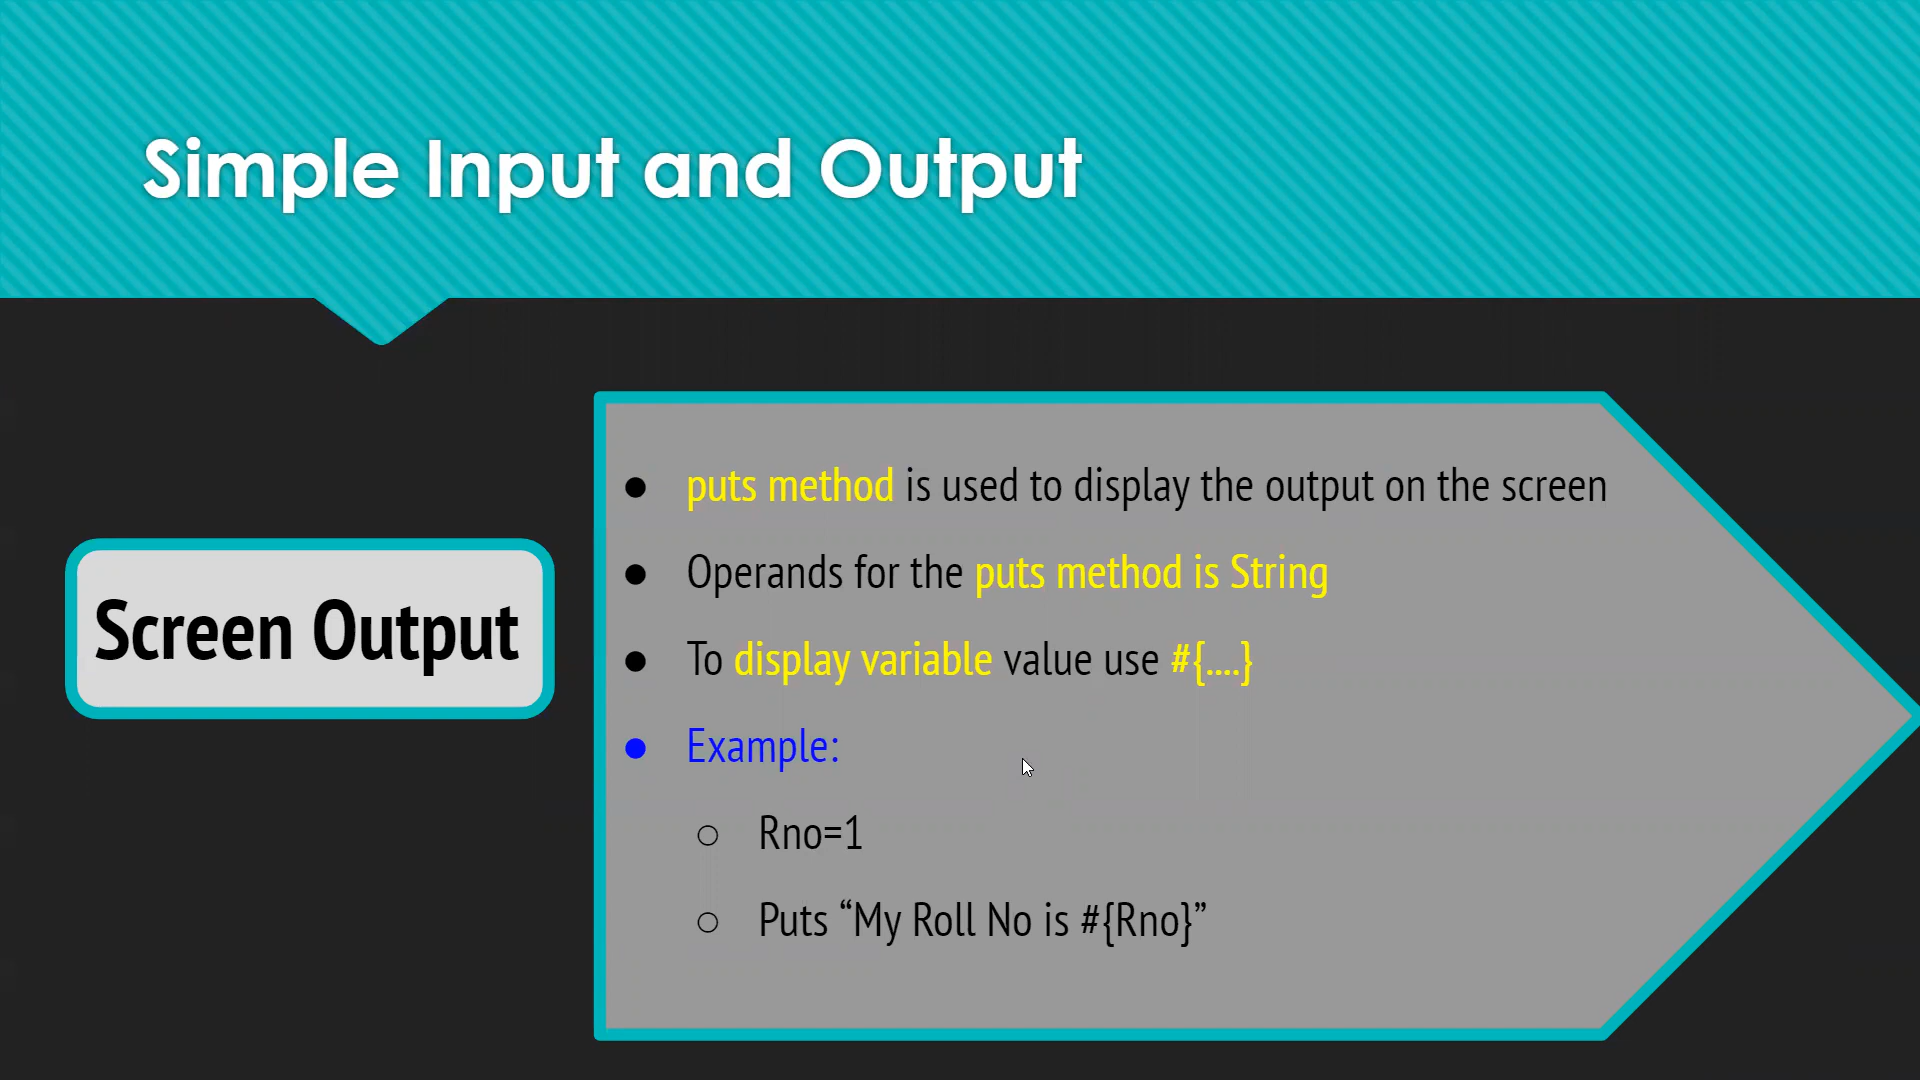 Simple Input and Output
Screen Output
● puts method is used to display the output on the screen
● Operands for the puts method is String
● To display variable value use #{....}
● Example:
○ Rno=1
○ Puts “My Roll No is #{Rno}”